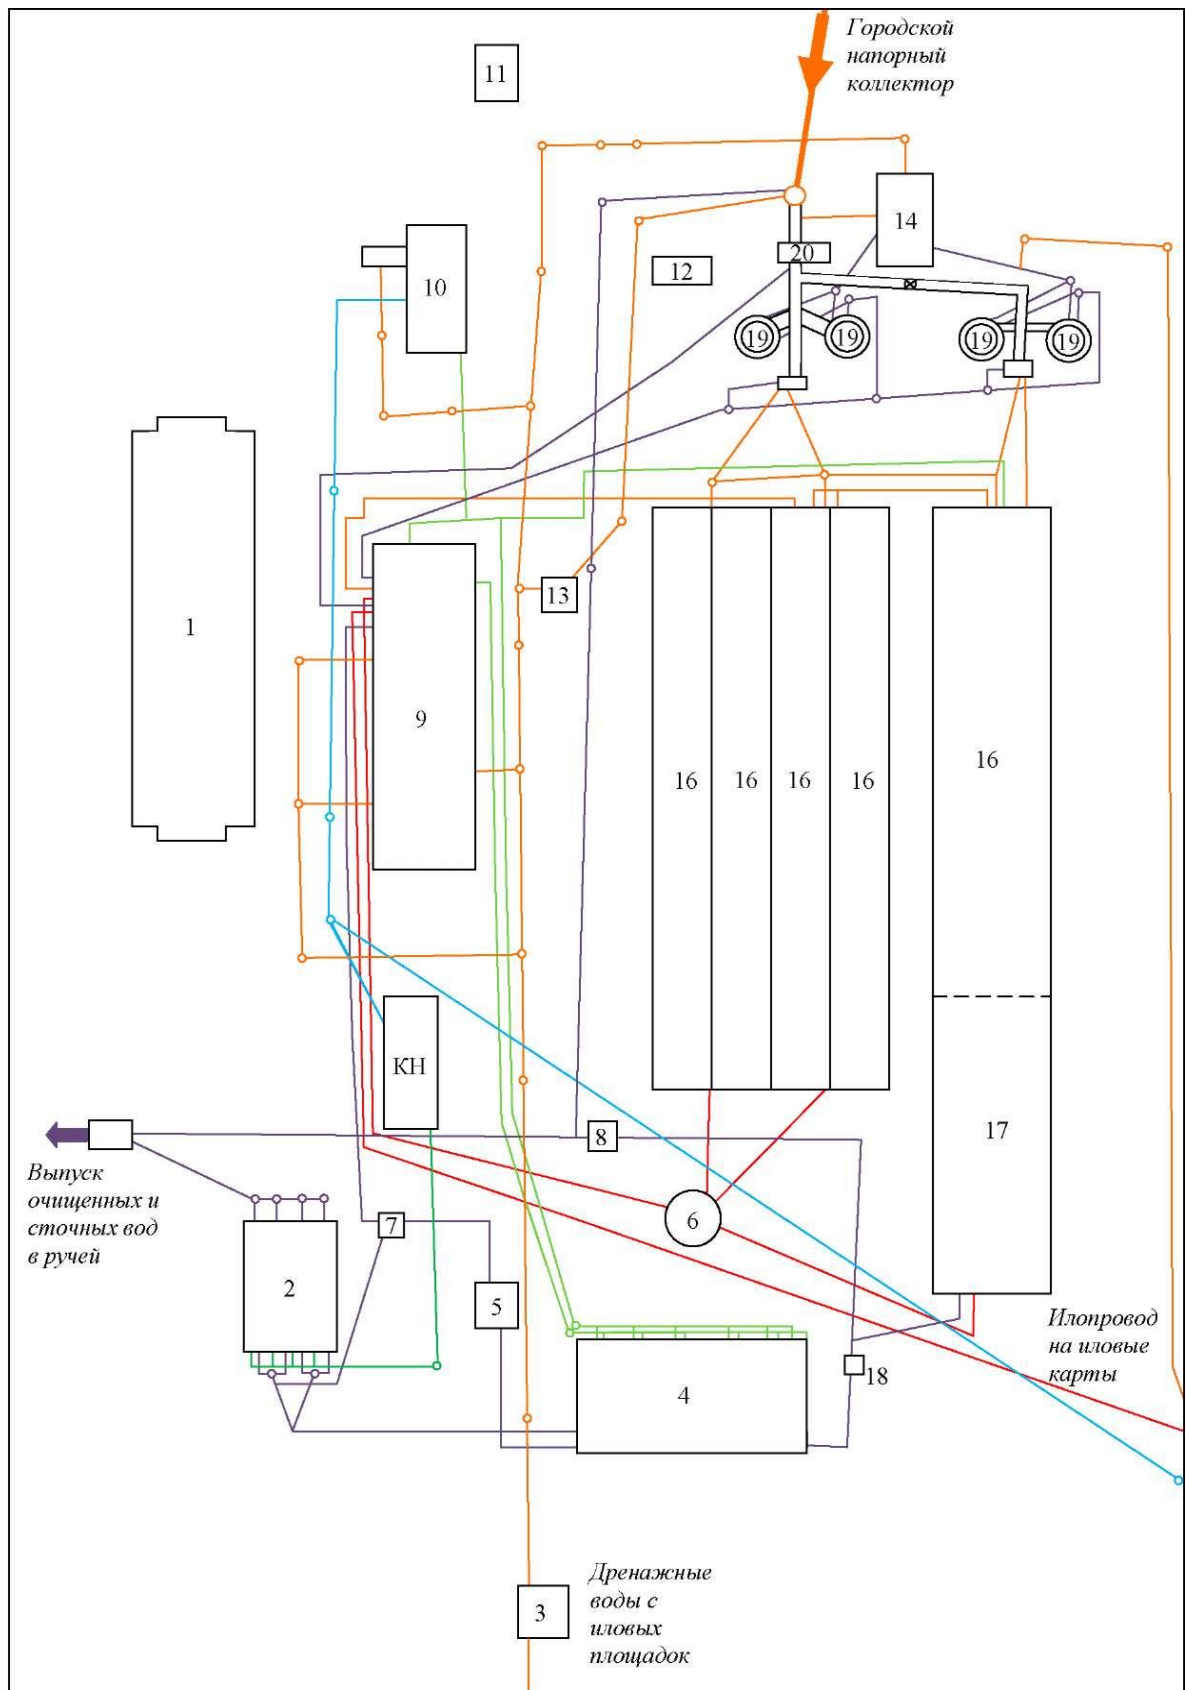 Городской
напорный
коллектор
11
14
20
12
10
19
19
19
19
13
1
9
16
16
16
16
16
КН
8
17
Выпуск
очищенных и
сточных вод
в ручей
7
6
2
5
Илопровод
на иловые
карты
18
4
Дренажные
воды с
иловых
площадок
3